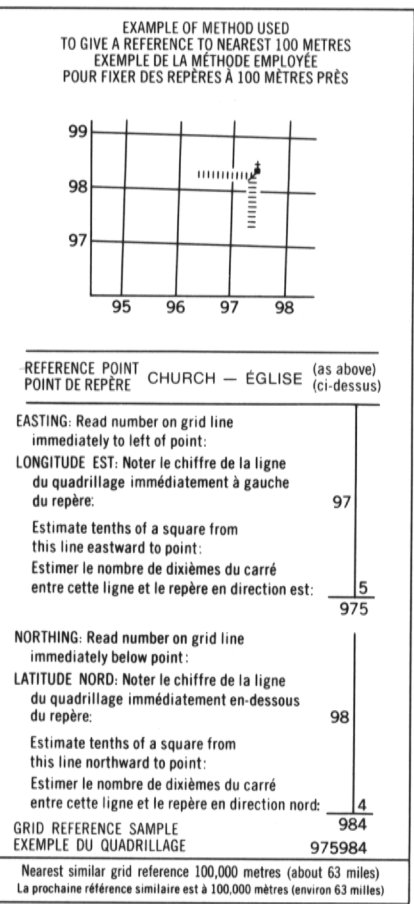 EXAMPLE OF METHOD USED
TO GIVE A REFERENCE TO NEAREST 100 METRES
EXEMPLE DE LA MÉTHODE EMPLOYÉE
POUR FIXER DES REPÈRES À 100 MÈTRES PRÈS
99
98
97
95 96 97 98
REFERENCE POINT
POINT DE REPÈRE
CHURCH — ÉGLISE
(as above)
(ci-dessus)
EASTING: Read number on grid line
immediately to left of point:
LONGITUDE EST: Noter le chiffre de la ligne
du quadrillage immédiatement à gauche
du repère: 97
Estimate tenths of a square from
this line eastward to point:
Estimer le nombre de dixièmes du carré
entre cette ligne et le repère en direction est: 5
975
NORTHING: Read number on grid line
immediately below point:
LATITUDE NORD: Noter le chiffre de la ligne
du quadrillage immédiatement en-dessous
du repère: 98
Estimate tenths of a square from
this line northward to point:
Estimer le nombre de dixièmes du carré
entre cette ligne et le repère en direction nord: 4
GRID REFERENCE SAMPLE 984
EXEMPLE DU QUADRILLAGE 975984
Nearest similar grid reference 100,000 metres (about 63 miles)
La prochaine référence similaire est à 100,000 mètres (environ 63 milles)